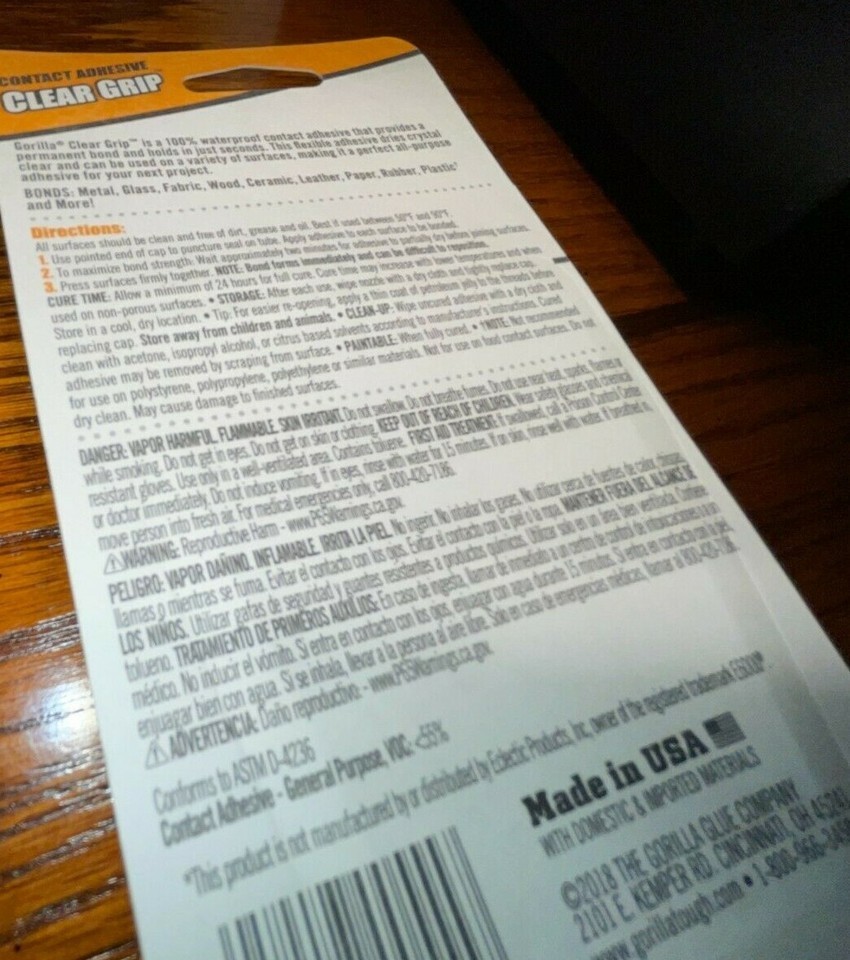 CONTACT ADHESIVE
CLEAR GRIP™
Gorilla® Clear Grip™ is a 100% waterproof contact adhesive that provides a
permanent bond and holds in just seconds. This flexible adhesive dries crystal
clear and can be used on a variety of surfaces, making it a perfect all-purpose
adhesive for your next project.
BONDS: Metal, Glass, Fabric, Wood, Ceramic, Leather, Paper, Rubber, Plastic†
and More!
Directions:
All surfaces should be clean and free of dirt, grease and oil. Best if used between 50°F and 90°F.
1. Use pointed end of cap to puncture seal on tube. Apply adhesive to each surface to be bonded.
2. To maximize bond strength: Wait approximately two minutes for adhesive to partially dry before joining surfaces.
3. Press surfaces firmly together. NOTE: Bond forms immediately and can be difficult to reposition.
CURE TIME: Allow a minimum of 24 hours for full cure. Cure time may increase with lower temperatures and when
used on non-porous surfaces. • STORAGE: After each use, wipe nozzle with a dry cloth and tightly replace cap.
Store in a cool, dry location. • Tip: For easier re-opening, apply a thin coat of petroleum jelly to the threads before
replacing cap. Store away from children and animals. • CLEAN-UP: Wipe uncured adhesive with a dry cloth and
clean with acetone, isopropyl alcohol, or citrus based solvents according to manufacturer's instructions. Cured
adhesive may be removed by scraping from surface. • PAINTABLE: When fully cured. • †NOTE: Not recommended
for use on polystyrene, polypropylene, polyethylene or similar materials. Not for use on food contact surfaces. Do not
dry clean. May cause damage to finished surfaces.
DANGER: VAPOR HARMFUL. FLAMMABLE. SKIN IRRITANT. Do not swallow. Do not breathe fumes. Do not use near heat, sparks, flames or
while smoking. Do not get in eyes. Do not get on skin or clothing. KEEP OUT OF REACH OF CHILDREN. Wear safety glasses and chemical
resistant gloves. Use only in a well-ventilated area. Contains toluene. FIRST AID TREATMENT: If swallowed, call a Poison Control Center
or doctor immediately. Do not induce vomiting. If in eyes, rinse with water for 15 minutes. If on skin, rinse well with water. If breathed in,
move person into fresh air. For medical emergencies only, call 800-420-7186.
⚠WARNING: Reproductive Harm - www.P65Warnings.ca.gov.
PELIGRO: VAPOR DAÑINO. INFLAMABLE. IRRITA LA PIEL. No ingerir. No inhalar los gases. No utilizar cerca de fuentes de calor, chispas,
llamas o mientras se fuma. Evitar el contacto con los ojos. Evitar el contacto con la piel o la ropa. MANTENER FUERA DEL ALCANCE DE
LOS NIÑOS. Utilizar gafas de seguridad y guantes resistentes a productos químicos. Utilizar solo en un área bien ventilada. Contiene
tolueno. TRATAMIENTO DE PRIMEROS AUXILIOS: En caso de ingesta, llamar de inmediato a un centro de control de intoxicaciones o a un
médico. No inducir el vómito. Si entra en contacto con los ojos, enjuagar con agua durante 15 minutos. Si entra en contacto con la piel,
enjuagar bien con agua. Si se inhala, llevar a la persona al aire libre. Solo en caso de emergencias médicas, llamar al 800-420-7186.
⚠ADVERTENCIA: Daño reproductivo - www.P65Warnings.ca.gov.
Conforms to ASTM D-4236
Contact Adhesive - General Purpose, VOC: <55%
*This product is not manufactured by or distributed by Eclectic Products, Inc, owner of the registered trademark E6000®.
Made in USA
WITH DOMESTIC & IMPORTED MATERIALS
©2018 THE GORILLA GLUE COMPANY
2101 E. KEMPER RD. CINCINNATI, OH 45241
www.gorillatough.com • 1-800-966-3458